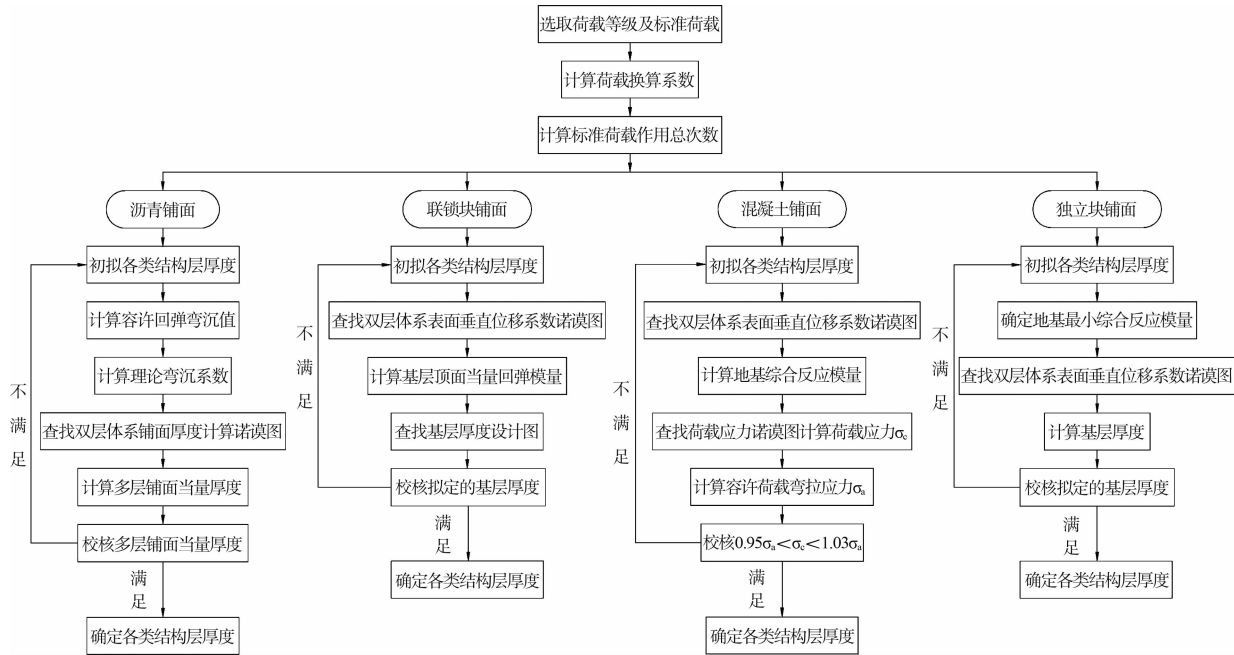 选取荷载等级及标准荷载
计算荷载换算系数
计算标准荷载作用总次数
沥青铺面
初拟各类结构层厚度
计算容许回弹弯沉值
计算理论弯沉系数
查找双层体系铺面厚度计算诺谟图
计算多层铺面当量厚度
校核多层铺面当量厚度
不满足
满足
确定各类结构层厚度
联锁块铺面
初拟各类结构层厚度
查找双层体系表面垂直位移系数诺谟图
计算基层顶面当量回弹模量
查找基层厚度设计图
校核拟定的基层厚度
不满足
满足
确定各类结构层厚度
混凝土铺面
初拟各类结构层厚度
查找双层体系表面垂直位移系数诺谟图
计算地基综合反应模量
查找荷载应力诺谟图计算荷载应力σc
计算容许荷载弯拉应力σa
校核0.95σa<σc<1.03σa
不满足
满足
确定各类结构层厚度
独立块铺面
初拟各类结构层厚度
确定地基最小综合反应模量
查找双层体系表面垂直位移系数诺谟图
计算基层厚度
校核拟定的基层厚度
不满足
满足
确定各类结构层厚度